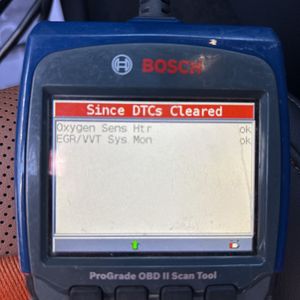 BOSCH
Since DTCs Cleared
Oxygen Sens Htr ok
EGR/VVT Sys Mon ok
ProGrade OBD II Scan Tool